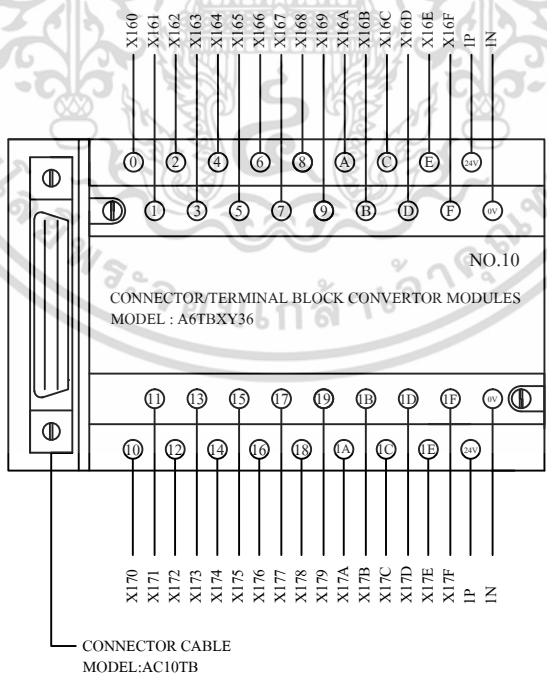 X160
X161
X162
X163
X164
X165
X166
X167
X168
X169
X16A
X16B
X16C
X16D
X16E
X16F
1P
1N
0 2 4 6 8 A C E 24V
1 3 5 7 9 B D F 0V
NO.10
CONNECTOR/TERMINAL BLOCK CONVERTOR MODULES
MODEL : A6TBXY36
11 13 15 17 19 1B 1D 1F 0V
10 12 14 16 18 1A 1C 1E 24V
X170
X171
X172
X173
X174
X175
X176
X177
X178
X179
X17A
X17B
X17C
X17D
X17E
X17F
1P
1N
CONNECTOR CABLE
MODEL:AC10TB